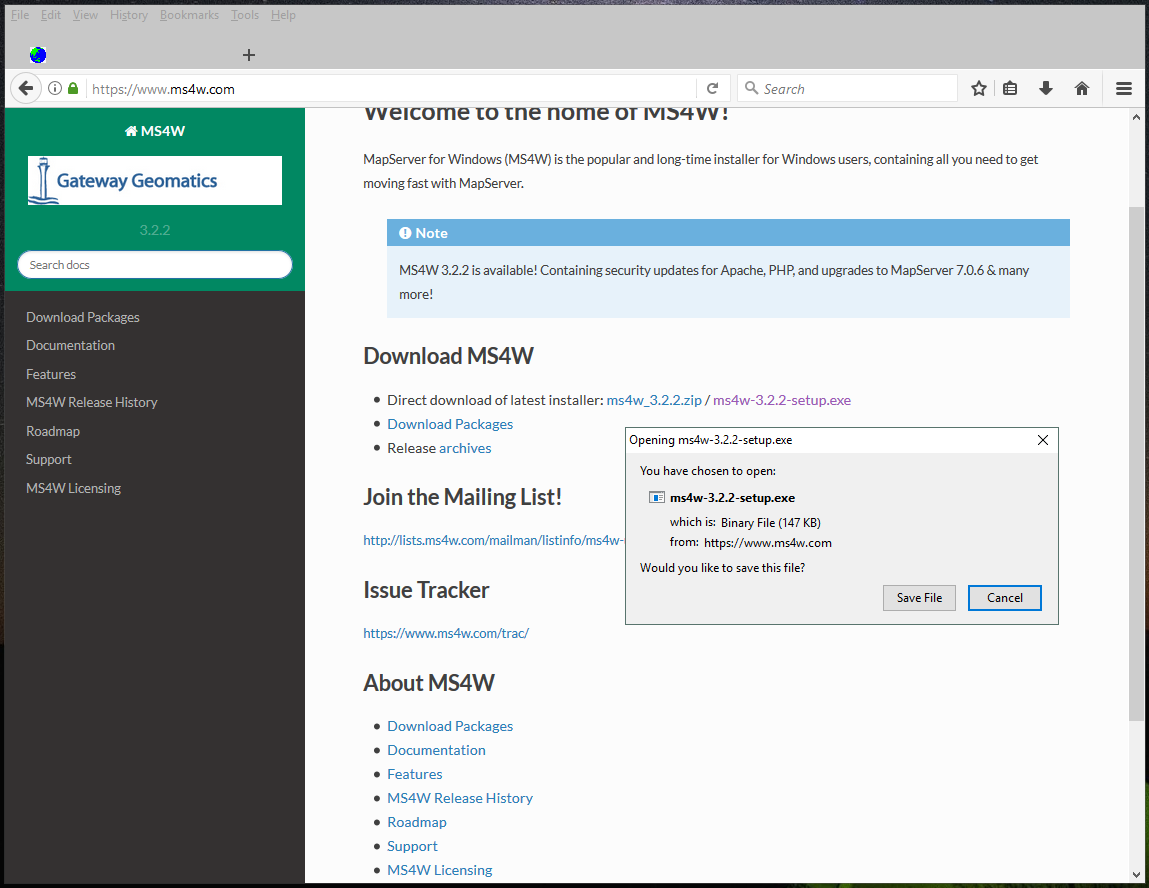 File Edit View History Bookmarks Tools Help
https://www.ms4w.com
Search
MS4W
Gateway Geomatics
3.2.2
Search docs
Download Packages
Documentation
Features
MS4W Release History
Roadmap
Support
MS4W Licensing
Welcome to the home of MS4W!
MapServer for Windows (MS4W) is the popular and long-time installer for Windows users, containing all you need to get
moving fast with MapServer.
Note
MS4W 3.2.2 is available! Containing security updates for Apache, PHP, and upgrades to MapServer 7.0.6 & many
more!
Download MS4W
Direct download of latest installer: ms4w_3.2.2.zip / ms4w-3.2.2-setup.exe
Download Packages
Release archives
Join the Mailing List!
http://lists.ms4w.com/mailman/listinfo/ms4w-
Issue Tracker
https://www.ms4w.com/trac/
About MS4W
Download Packages
Documentation
Features
MS4W Release History
Roadmap
Support
MS4W Licensing
Opening ms4w-3.2.2-setup.exe
You have chosen to open:
ms4w-3.2.2-setup.exe
which is: Binary File (147 KB)
from: https://www.ms4w.com
Would you like to save this file?
Save File Cancel